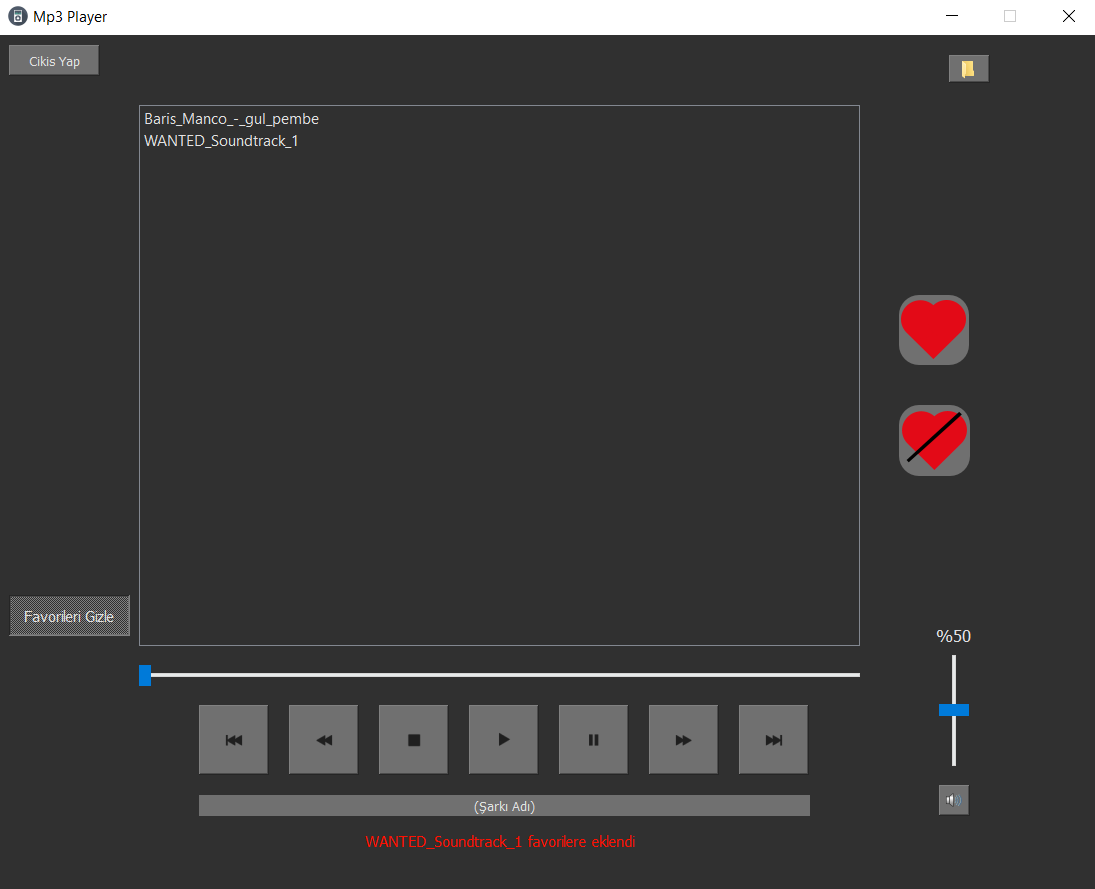 Mp3 Player
Cikis Yap
Baris_Manco_-_gul_pembe
WANTED_Soundtrack_1
Favorileri Gizle
%50
(Şarkı Adı)
WANTED_Soundtrack_1 favorilere eklendi